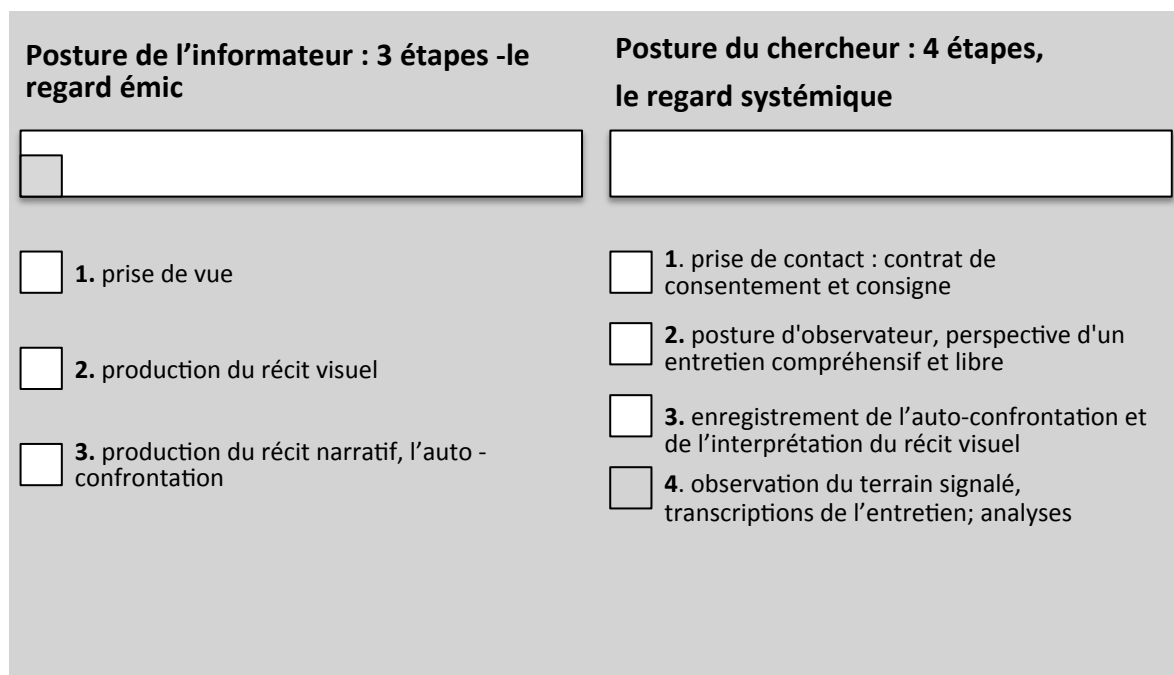 Posture de l’informateur : 3 étapes -le
regard émic
1. prise de vue
2. production du récit visuel
3. production du récit narratif, l’auto -
confrontation
Posture du chercheur : 4 étapes,
le regard systémique
1. prise de contact : contrat de
consentement et consigne
2. posture d'observateur, perspective d'un
entretien compréhensif et libre
3. enregistrement de l’auto-confrontation et
de l’interprétation du récit visuel
4. observation du terrain signalé,
transcriptions de l’entretien; analyses